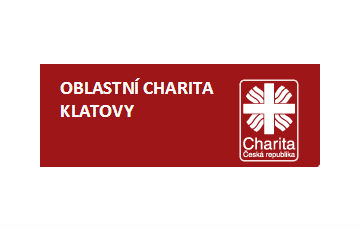 OBLASTNÍ CHARITA
KLATOVY
Charita
Česká republika